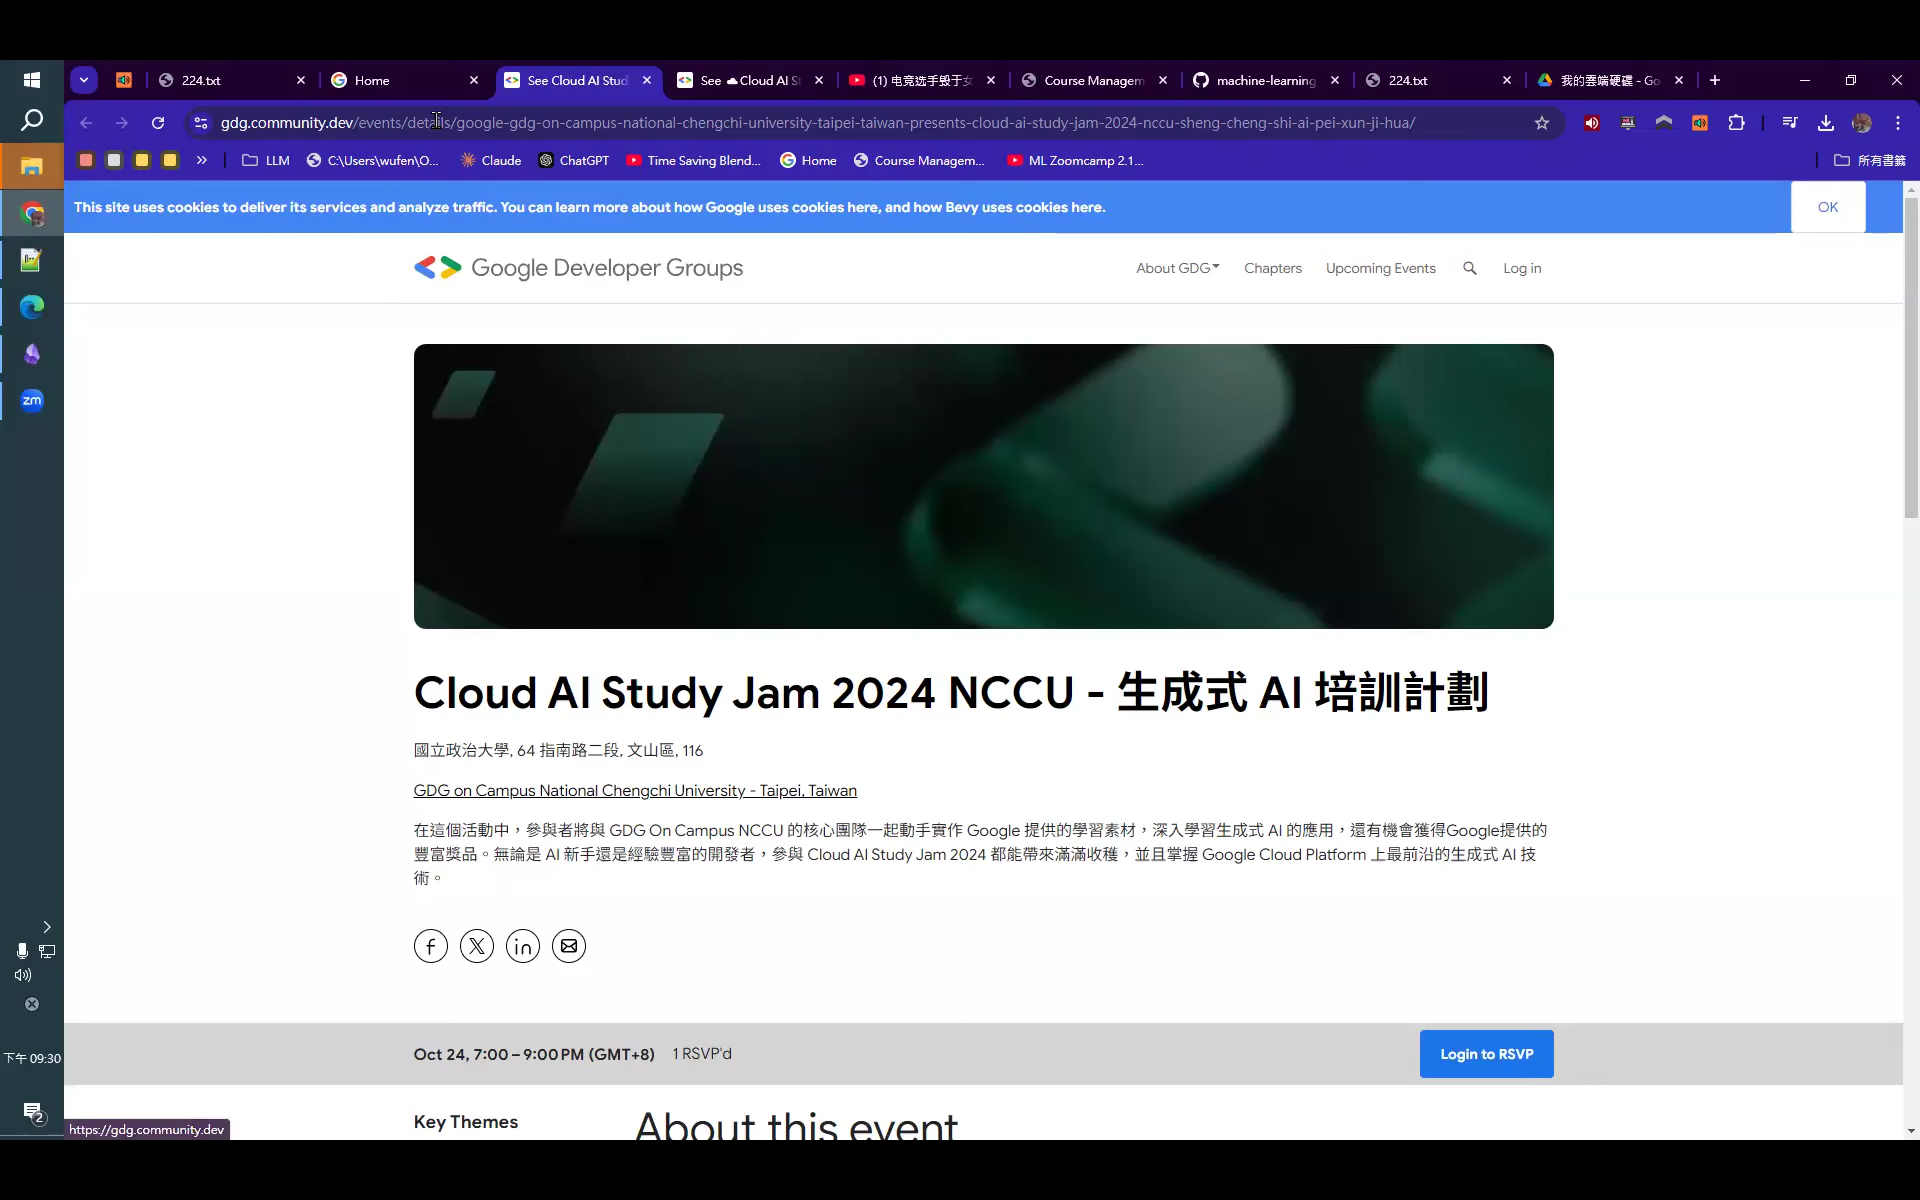 224.txt
Home
See Cloud AI Stud
See ☁Cloud AI St
(1) 电竞选手毁于女
Course Managem
machine-learning
224.txt
我的雲端硬碟 - Go
gdg.community.dev/events/details/google-gdg-on-campus-national-chengchi-university-taipei-taiwan-presents-cloud-ai-study-jam-2024-nccu-sheng-cheng-shi-ai-pei-xun-ji-hua/
LLM
C:\Users\wufen\O...
Claude
ChatGPT
Time Saving Blend...
Home
Course Managem...
ML Zoomcamp 2.1...
所有書籤
This site uses cookies to deliver its services and analyze traffic. You can learn more about how Google uses cookies here, and how Bevy uses cookies here.
OK
Google Developer Groups
About GDG
Chapters
Upcoming Events
Log in
zm
Cloud AI Study Jam 2024 NCCU - 生成式 AI 培訓計劃
國立政治大學, 64 指南路二段, 文山區, 116
GDG on Campus National Chengchi University - Taipei, Taiwan
在這個活動中，參與者將與 GDG On Campus NCCU 的核心團隊一起動手實作 Google 提供的學習素材，深入學習生成式 AI 的應用，還有機會獲得Google提供的
豐富獎品。無論是 AI 新手還是經驗豐富的開發者，參與 Cloud AI Study Jam 2024 都能帶來滿滿收穫，並且掌握 Google Cloud Platform 上最前沿的生成式 AI 技
術。
Oct 24, 7:00 – 9:00 PM (GMT+8)
1 RSVP'd
Login to RSVP
下午 09:30
Key Themes
About this event
2
https://gdg.community.dev